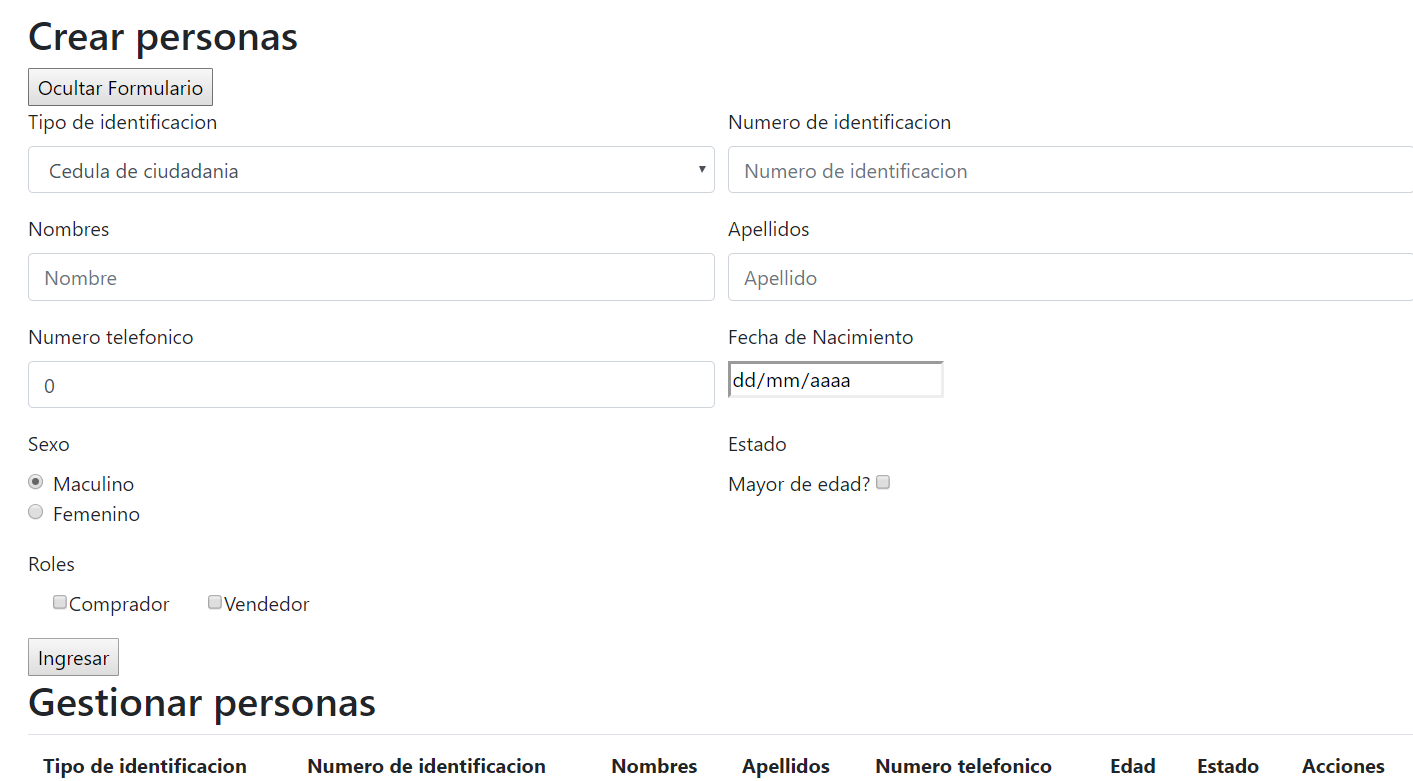 Crear personas
Ocultar Formulario
Tipo de identificacion Numero de identificacion
Cedula de ciudadania Numero de identificacion
Nombres Apellidos
Nombre Apellido
Numero telefonico Fecha de Nacimiento
0 dd/mm/aaaa
Sexo Estado
Maculino Mayor de edad?
Femenino
Roles
Comprador Vendedor
Ingresar
Gestionar personas
Tipo de identificacion Numero de identificacion Nombres Apellidos Numero telefonico Edad Estado Acciones